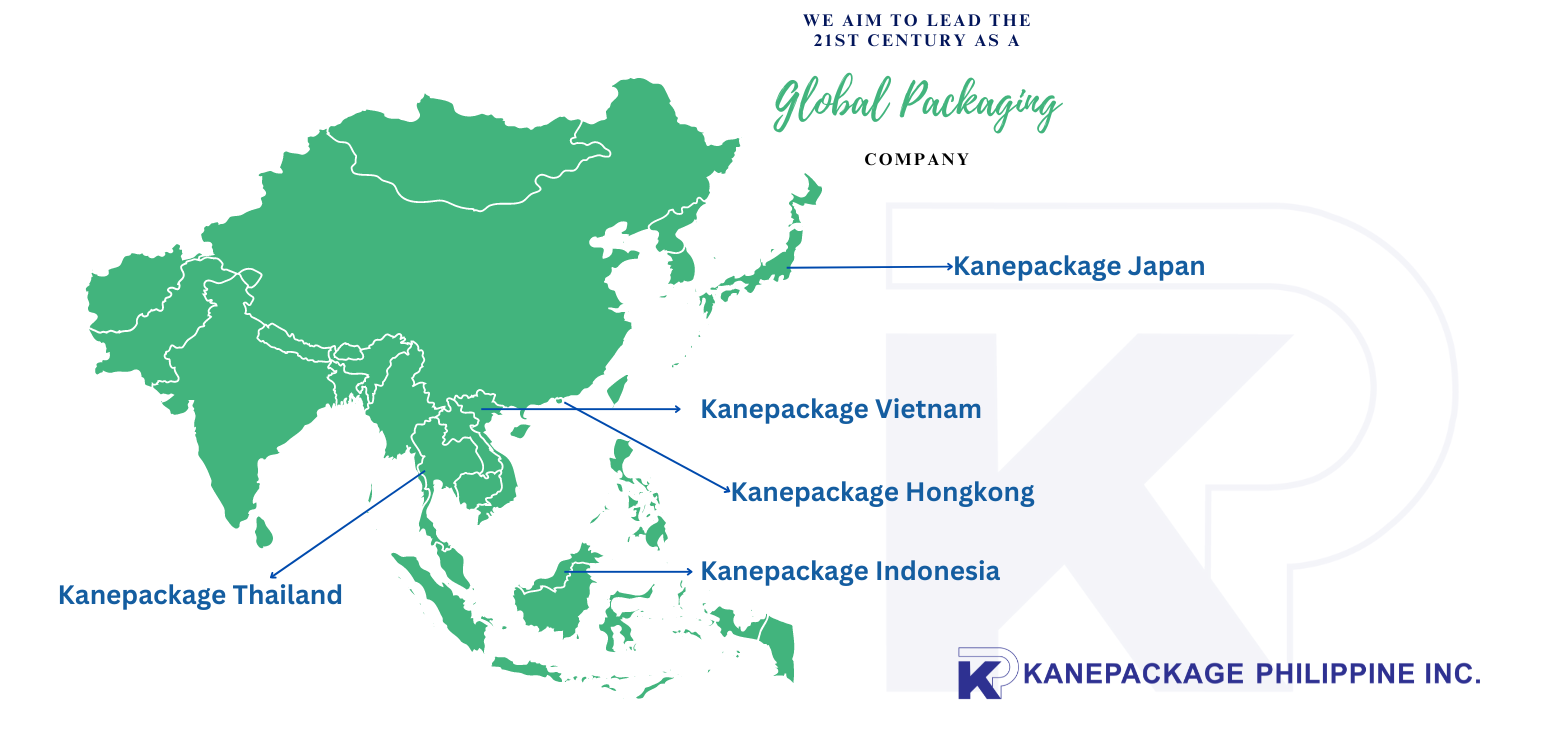 WE AIM TO LEAD THE
21ST CENTURY AS A
Global Packaging
COMPANY
Kanepackage Japan
Kanepackage Vietnam
Kanepackage Hongkong
Kanepackage Indonesia
Kanepackage Thailand
KP KANEPACKAGE PHILIPPINE INC.